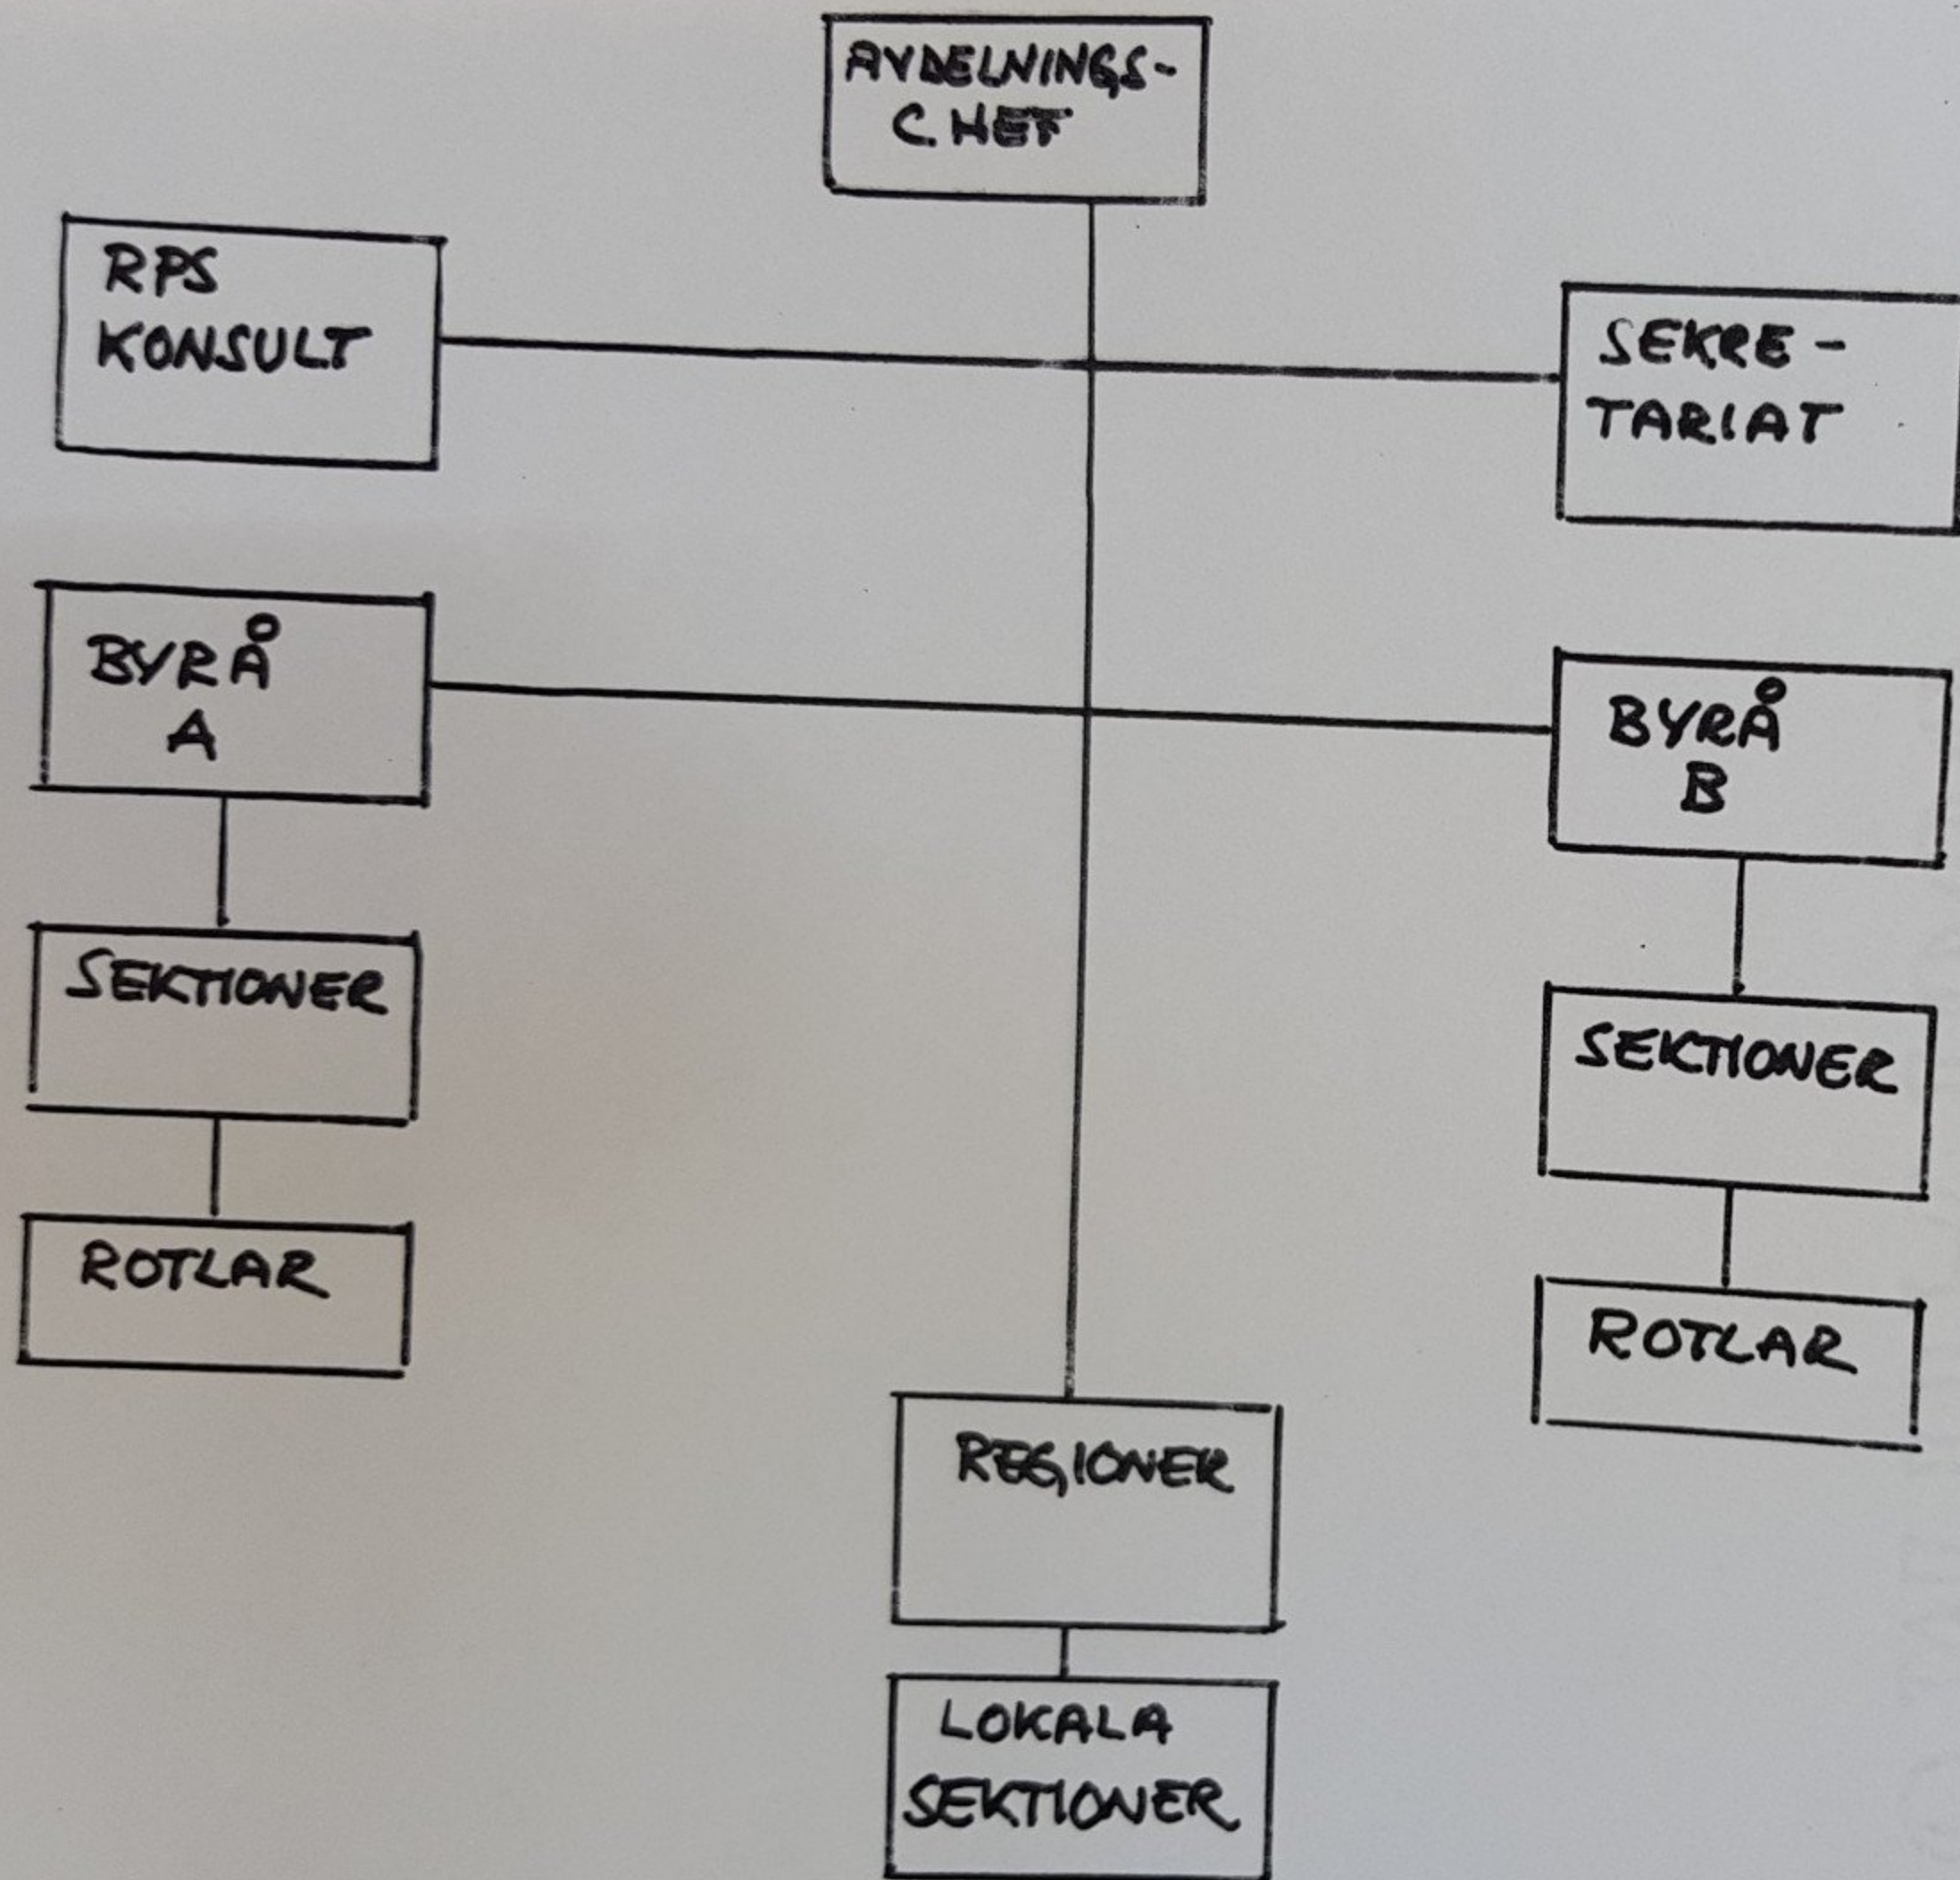 AVDELNINGS-
CHEF
RPS
KONSULT
SEKRE-
TARIAT
BYRÅ
A
BYRÅ
B
SEKTIONER
SEKTIONER
ROTLAR
ROTLAR
REGIONER
LOKALA
SEKTIONER